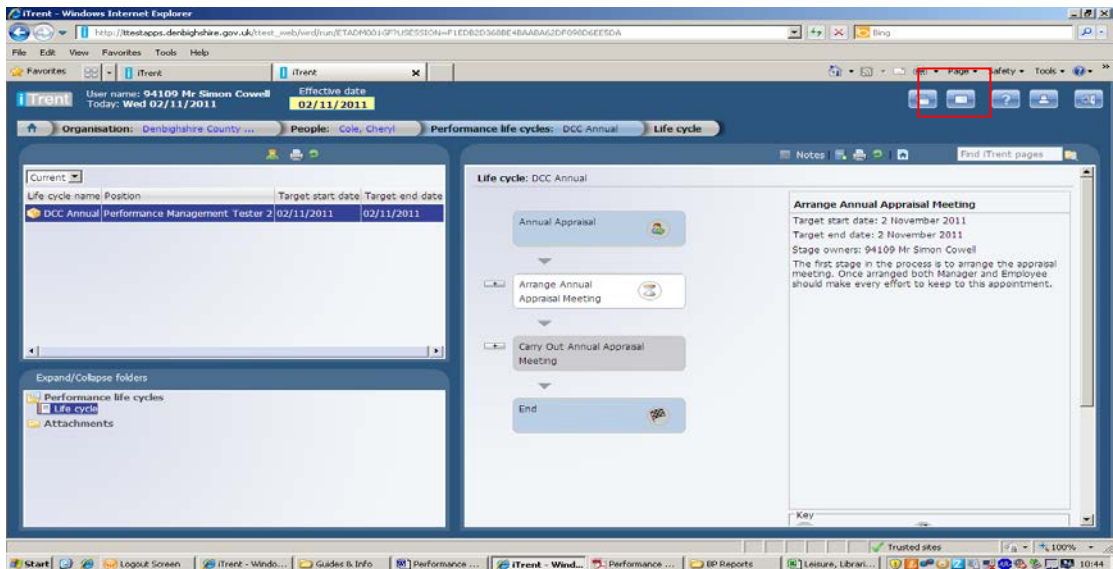 iTrent - Windows Internet Explorer
Bing
File Edit View Favorites Tools Help
Favorites iTrent iTrent Page Safety Tools
iTrent User name: 94109 Mr Simon Cowell Effective date
Today: Wed 02/11/2011 02/11/2011
Organisation: Denbighshire County ... People: Cole, Cheryl Performance life cycles: DCC Annual Life cycle
Notes Find iTrent pages
Current
Life cycle name Position Target start date Target end date
DCC Annual Performance Management Tester 2 02/11/2011 02/11/2011
Expand/Collapse folders
Performance life cycles
Life cycle
Attachments
Life cycle: DCC Annual
Annual Appraisal
Arrange Annual
Appraisal Meeting
Carry Out Annual Appraisal
Meeting
End
Arrange Annual Appraisal Meeting
Target start date: 2 November 2011
Target end date: 2 November 2011
Stage owners: 94109 Mr Simon Cowell
The first stage in the process is to arrange the appraisal
meeting. Once arranged both Manager and Employee
should make every effort to keep to this appointment.
Key
Trusted sites 100%
Start Logout Screen iTrent - Windo... Guides & Info Performance ... iTrent - Wind... Performance ... BP Reports Leisure, Librari... 10:44